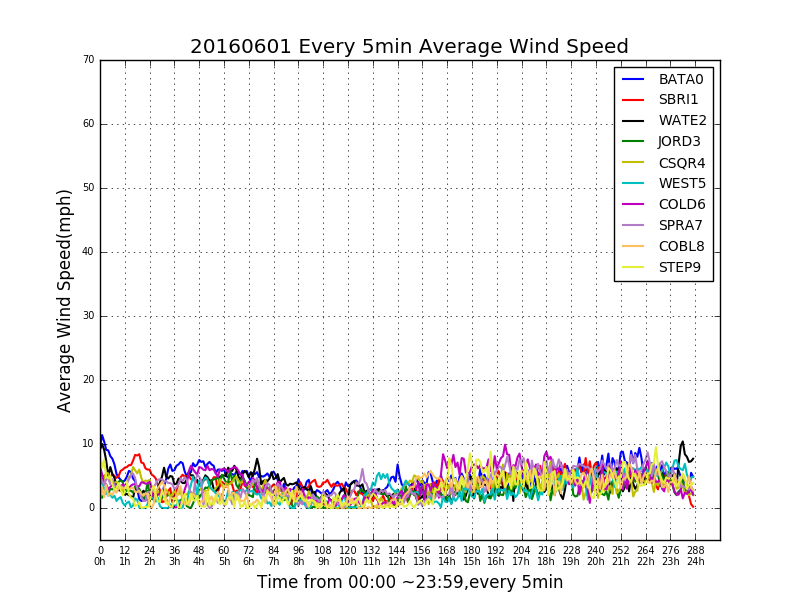 20160601 Every 5min Average Wind Speed
70
60
50
40
30
20
10
0
Average Wind Speed(mph)
BATA0
SBRI1
WATE2
JORD3
CSQR4
WEST5
COLD6
SPRA7
COBL8
STEP9
0 12 24 36 48 60 72 84 96 108 120 132 144 156 168 180 192 204 216 228 240 252 264 276 288
0h 1h 2h 3h 4h 5h 6h 7h 8h 9h 10h 11h 12h 13h 14h 15h 16h 17h 18h 19h 20h 21h 22h 23h 24h
Time from 00:00 ~23:59,every 5min